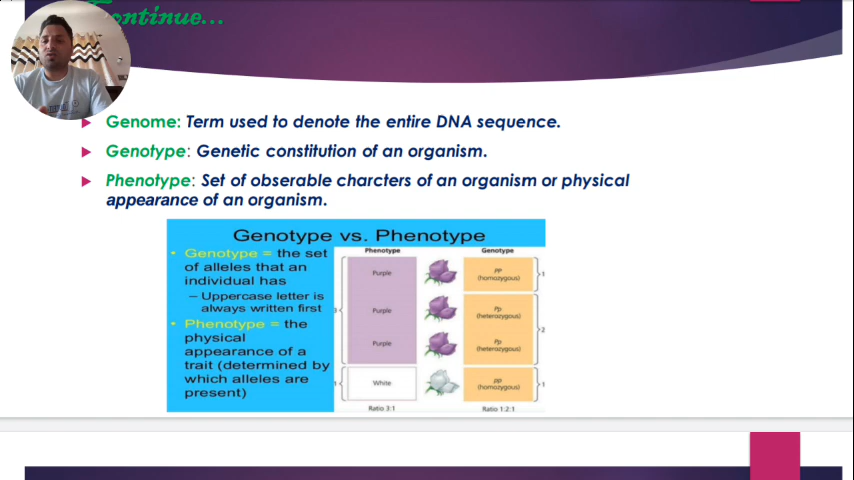 Continue...
Genome: Term used to denote the entire DNA sequence.
Genotype: Genetic constitution of an organism.
Phenotype: Set of obserable charcters of an organism or physical
appearance of an organism.
Genotype vs. Phenotype
Genotype = the set
of alleles that an
individual has
– Uppercase letter is
always written first
Phenotype = the
physical
appearance of a
trait (determined by
which alleles are
present)
Phenotype Genotype
Purple PP
(homozygous) 1
Purple Pp
(heterozygous)
3 2
Purple Pp
(heterozygous)
1 White pp
(homozygous) 1
Ratio 3:1 Ratio 1:2:1